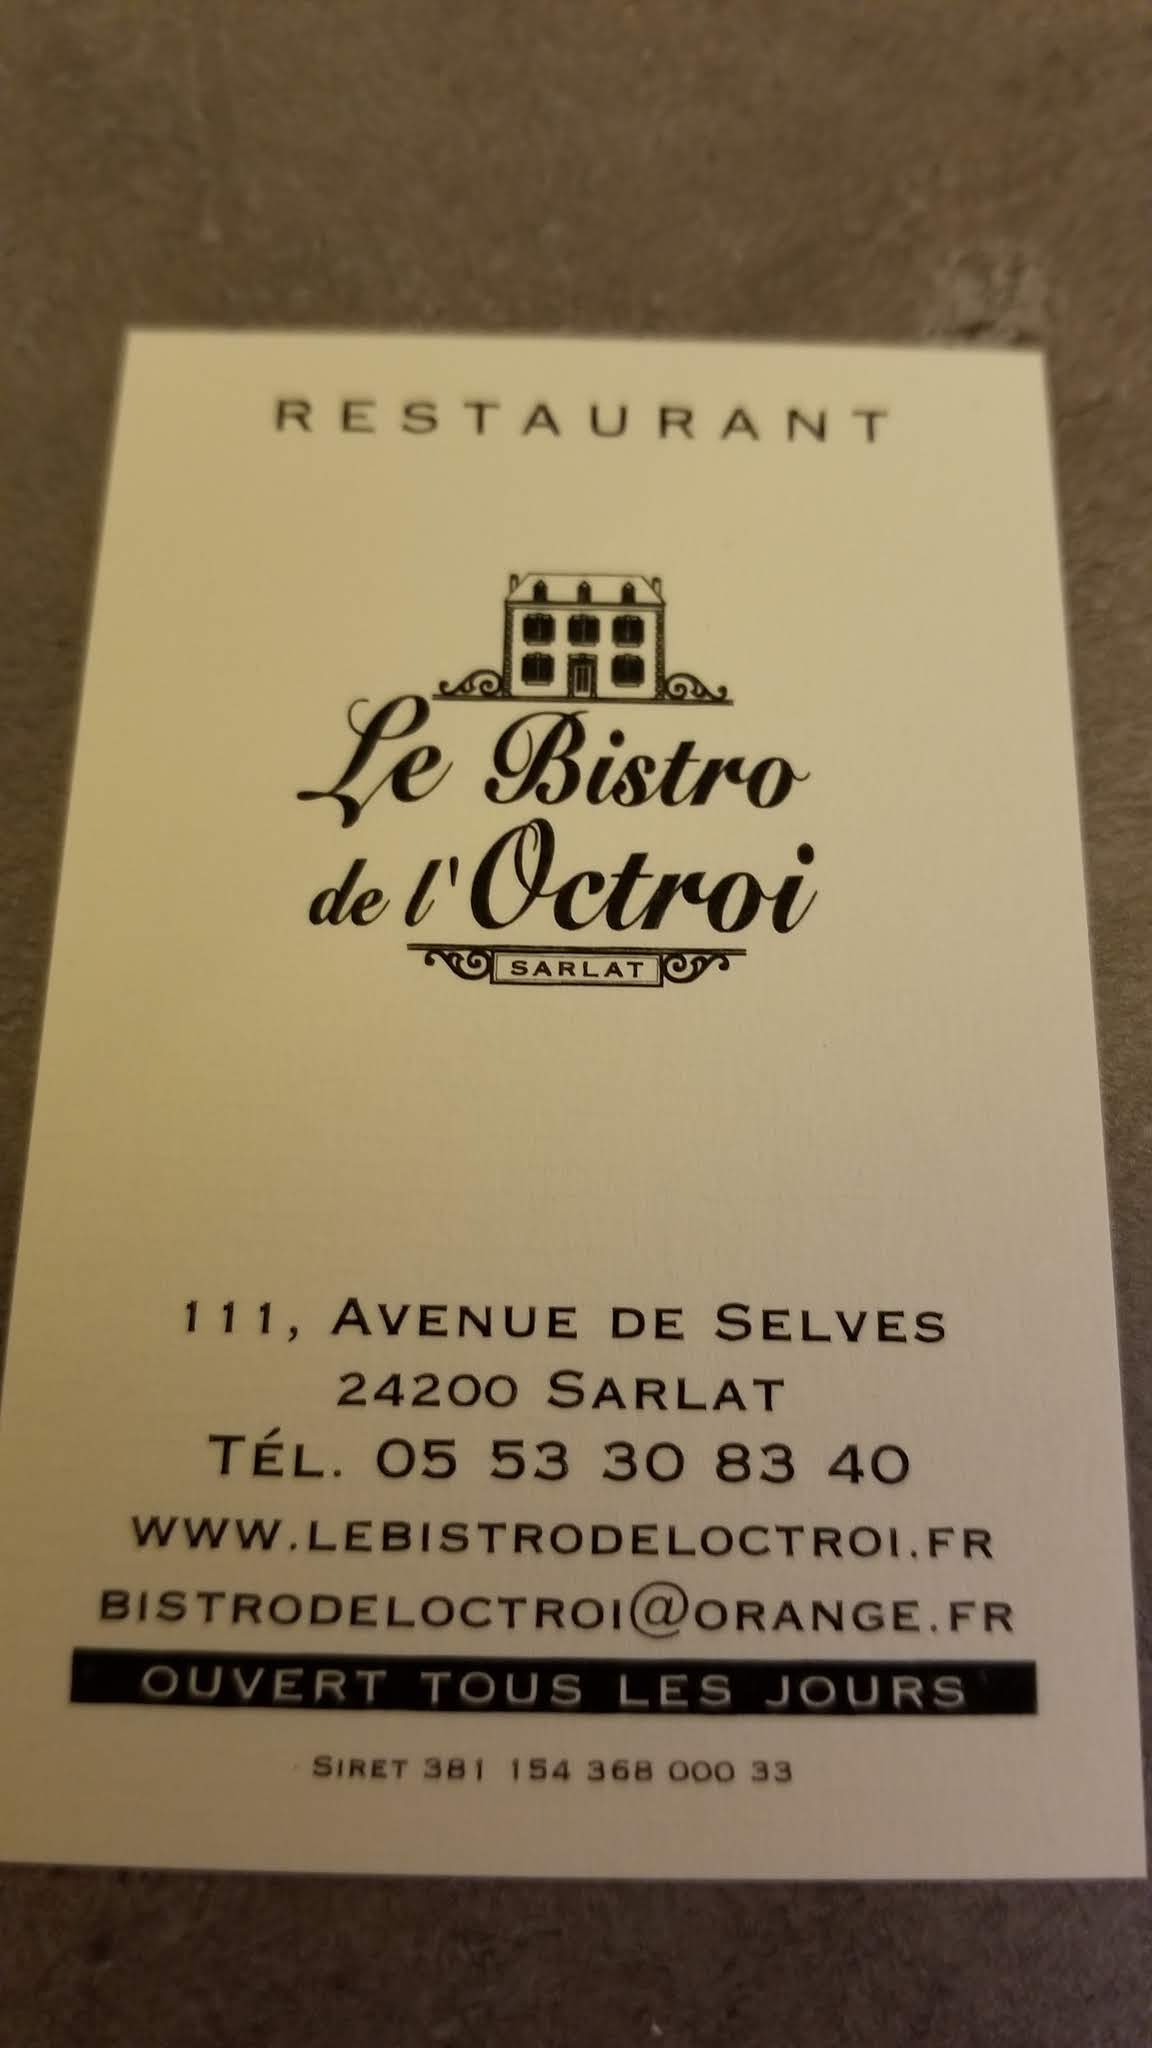 RESTAURANT
Le Bistro
de l'Octroi
SARLAT
111, AVENUE DE SELVES
24200 SARLAT
TÉL. 05 53 30 83 40
WWW.LEBISTRODELOCTROI.FR
BISTRODELOCTROI@ORANGE.FR
OUVERT TOUS LES JOURS
SIRET 381 154 368 000 33